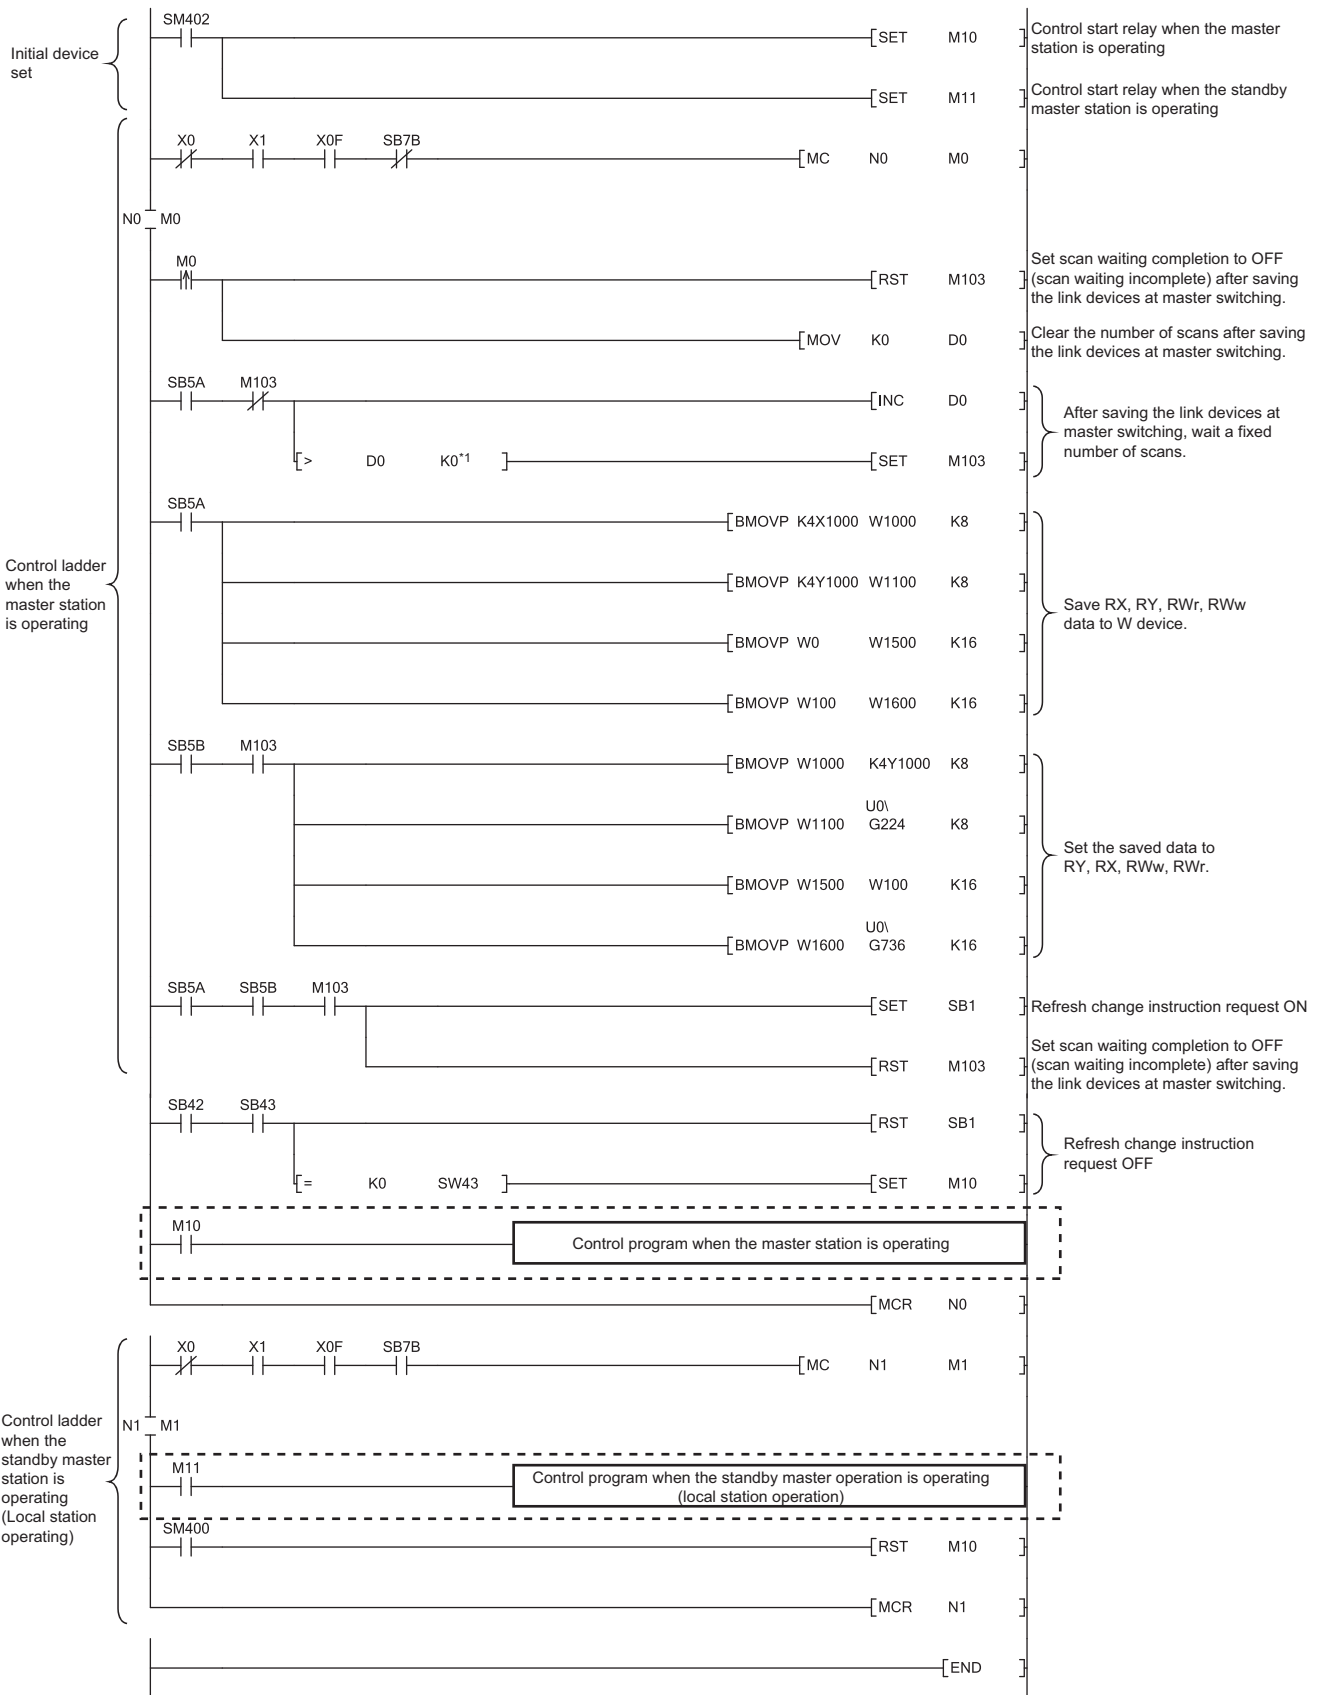 SM402
[SET M10 ]
Control start relay when the master
station is operating
Initial device
set
[SET M11 ]
Control start relay when the standby
master station is operating
X0 X1 X0F SB7B
[MC N0 M0 ]
N0 M0
M0
[RST M103 ]
Set scan waiting completion to OFF
(scan waiting incomplete) after saving
the link devices at master switching.
[MOV K0 D0 ]
Clear the number of scans after saving
the link devices at master switching.
SB5A M103
[INC D0 ]
[> D0 K0*1 ]
[SET M103 ]
After saving the link devices at
master switching, wait a fixed
number of scans.
SB5A
[BMOVP K4X1000 W1000 K8 ]
[BMOVP K4Y1000 W1100 K8 ]
[BMOVP W0 W1500 K16 ]
[BMOVP W100 W1600 K16 ]
Save RX, RY, RWr, RWw
data to W device.
Control ladder
when the
master station
is operating
SB5B M103
[BMOVP W1000 K4Y1000 K8 ]
U0\
[BMOVP W1100 G224 K8 ]
[BMOVP W1500 W100 K16 ]
U0\
[BMOVP W1600 G736 K16 ]
Set the saved data to
RY, RX, RWw, RWr.
SB5A SB5B M103
[SET SB1 ]
Refresh change instruction request ON
[RST M103 ]
Set scan waiting completion to OFF
(scan waiting incomplete) after saving
the link devices at master switching.
SB42 SB43
[RST SB1 ]
[= K0 SW43 ]
[SET M10 ]
Refresh change instruction
request OFF
M10
Control program when the master station is operating
[MCR N0 ]
X0 X1 X0F SB7B
[MC N1 M1 ]
N1 M1
Control ladder
when the
standby master
station is
operating
(Local station
operating)
M11
Control program when the standby master operation is operating
(local station operation)
SM400
[RST M10 ]
[MCR N1 ]
[END ]